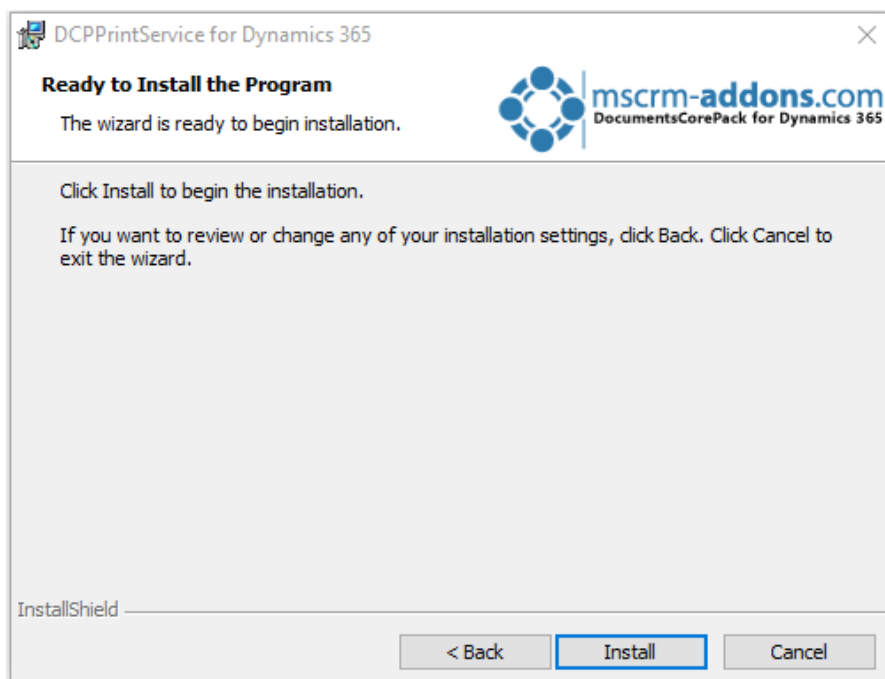 DCPPrintService for Dynamics 365
Ready to Install the Program
The wizard is ready to begin installation.
mscrm-addons.com
DocumentsCorePack for Dynamics 365
Click Install to begin the installation.
If you want to review or change any of your installation settings, click Back. Click Cancel to
exit the wizard.
InstallShield
< Back
Install
Cancel